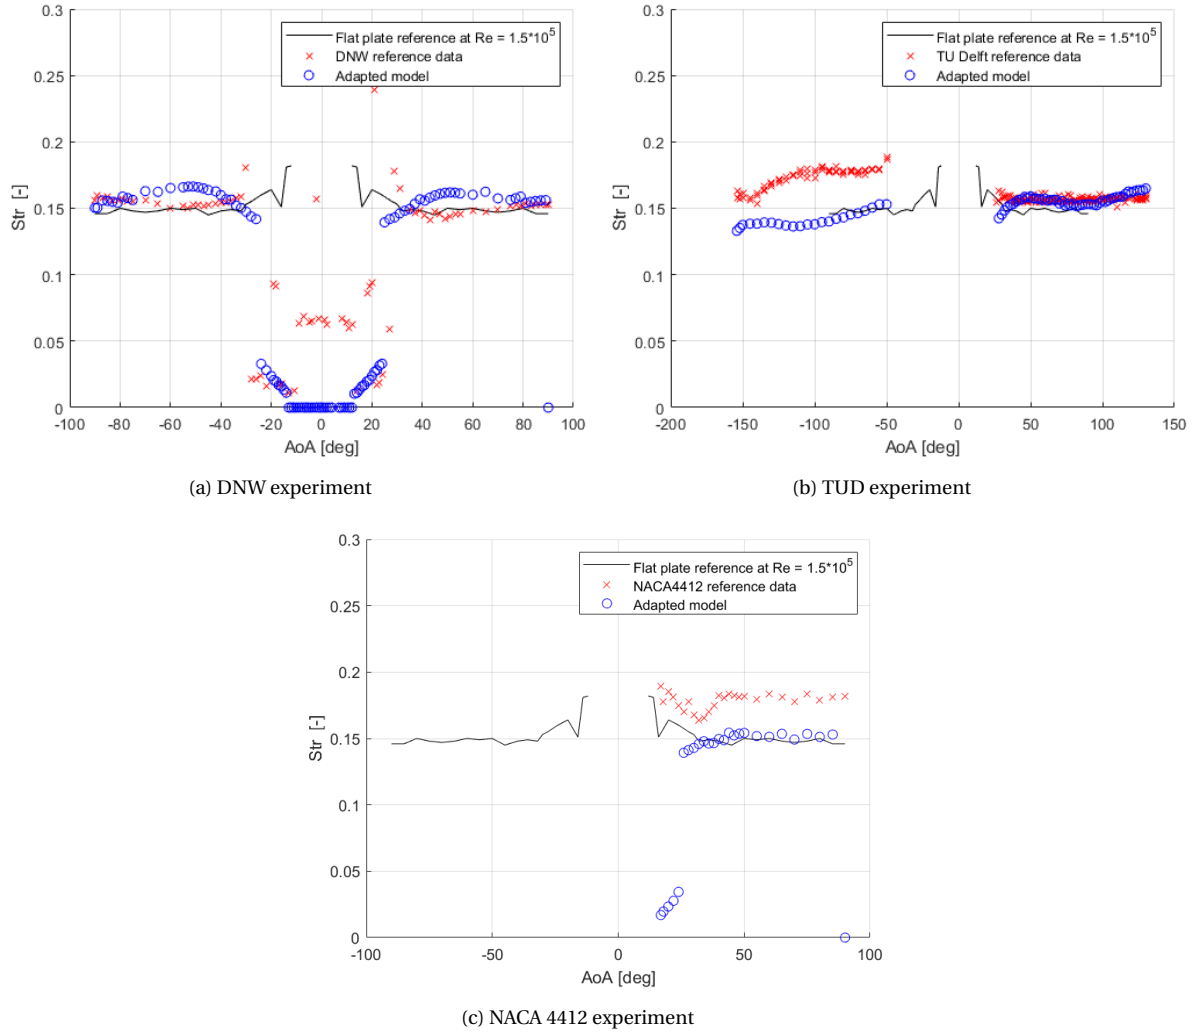 0.3
0.25
0.2
0.15
0.1
0.05
0
Str [-]
-100
-80
-60
-40
-20
0
20
40
60
80
100
AoA [deg]
Flat plate reference at Re = 1.5*10^5
DNW reference data
Adapted model
(a) DNW experiment
0.3
0.25
0.2
0.15
0.1
0.05
0
Str [-]
-200
-150
-100
-50
0
50
100
150
AoA [deg]
Flat plate reference at Re = 1.5*10^5
TU Delft reference data
Adapted model
(b) TUD experiment
0.3
0.25
0.2
0.15
0.1
0.05
0
Str [-]
-100
-50
0
50
100
AoA [deg]
Flat plate reference at Re = 1.5*10^5
NACA4412 reference data
Adapted model
(c) NACA 4412 experiment